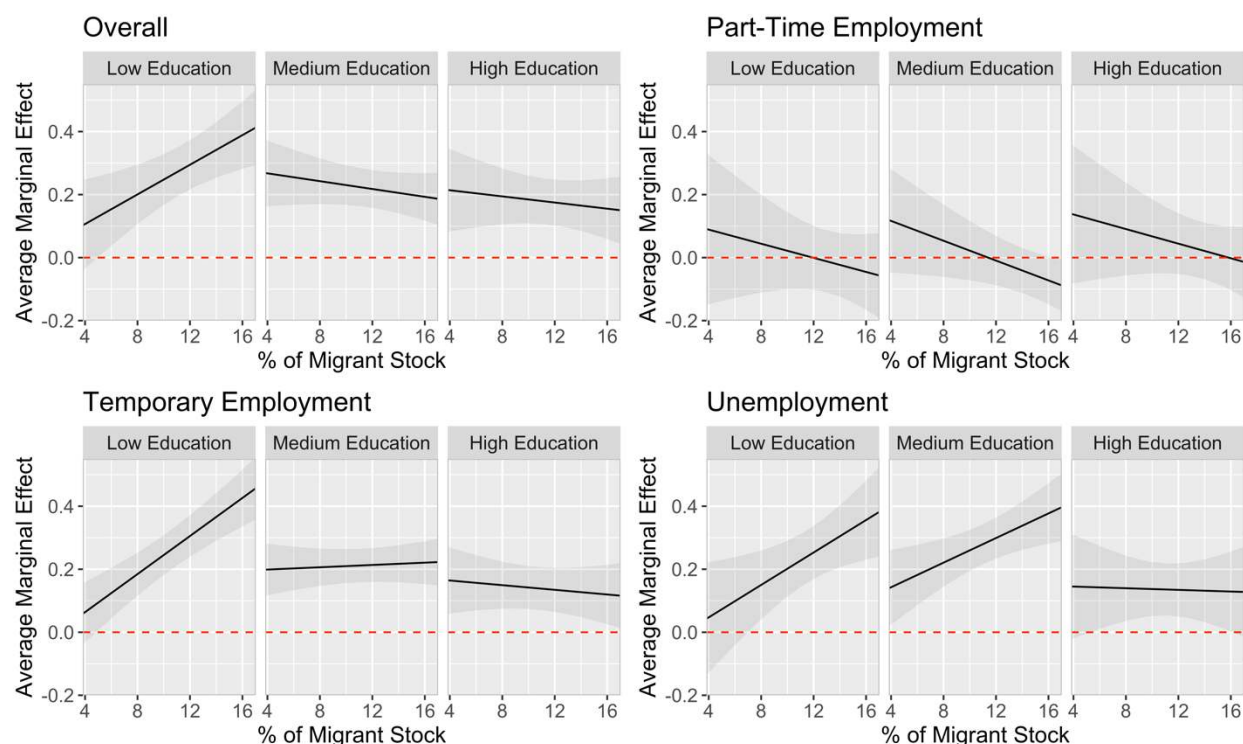 Overall
Low Education Medium Education High Education
Average Marginal Effect
0.4
0.2
0.0
-0.2
4 8 12 16 4 8 12 16 4 8 12 16
% of Migrant Stock
Part-Time Employment
Low Education Medium Education High Education
Average Marginal Effect
0.4
0.2
0.0
-0.2
4 8 12 16 4 8 12 16 4 8 12 16
% of Migrant Stock
Temporary Employment
Low Education Medium Education High Education
Average Marginal Effect
0.4
0.2
0.0
-0.2
4 8 12 16 4 8 12 16 4 8 12 16
% of Migrant Stock
Unemployment
Low Education Medium Education High Education
Average Marginal Effect
0.4
0.2
0.0
-0.2
4 8 12 16 4 8 12 16 4 8 12 16
% of Migrant Stock